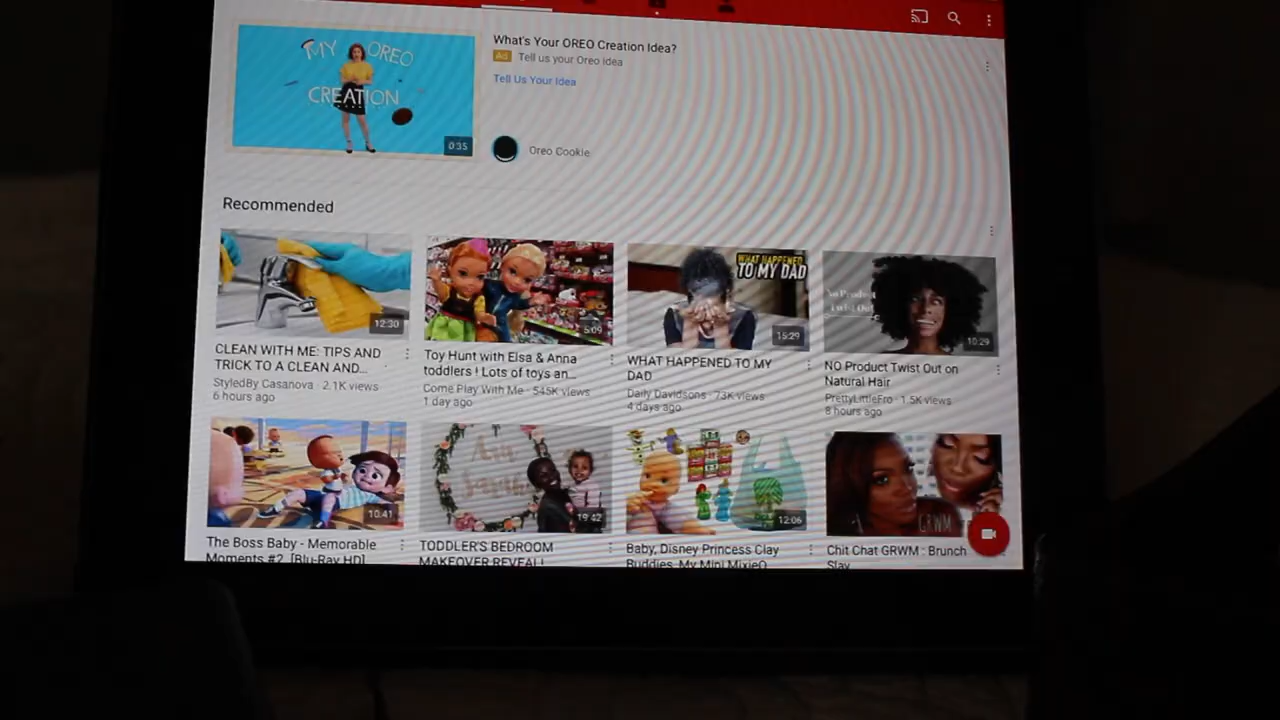 What's Your OREO Creation Idea?
Ad Tell us your Oreo Idea
Tell Us Your Idea
MY OREO
CREATION
0:35
Oreo Cookie
Recommended
WHAT HAPPENED
TO MY DAD
No Product
Twist Out
12:30
5:09
15:29
10:29
CLEAN WITH ME: TIPS AND
TRICK TO A CLEAN AND...
StyledBy Casanova · 2.1K views
6 hours ago
Toy Hunt with Elsa & Anna
toddlers ! Lots of toys an...
Come Play With Me · 545K views
1 day ago
WHAT HAPPENED TO MY
DAD
Daily Davidsons · 73K views
4 days ago
NO Product Twist Out on
Natural Hair
PrettyLittleFro · 1.5K views
8 hours ago
10:41
19:42
12:06
GRWM
The Boss Baby - Memorable
Moments #2 [Blu-Ray HD]
TODDLER'S BEDROOM
MAKEOVER REVEAL!
Baby, Disney Princess Clay
Buddies, My Mini MixieQ
Chit Chat GRWM : Brunch
Slay